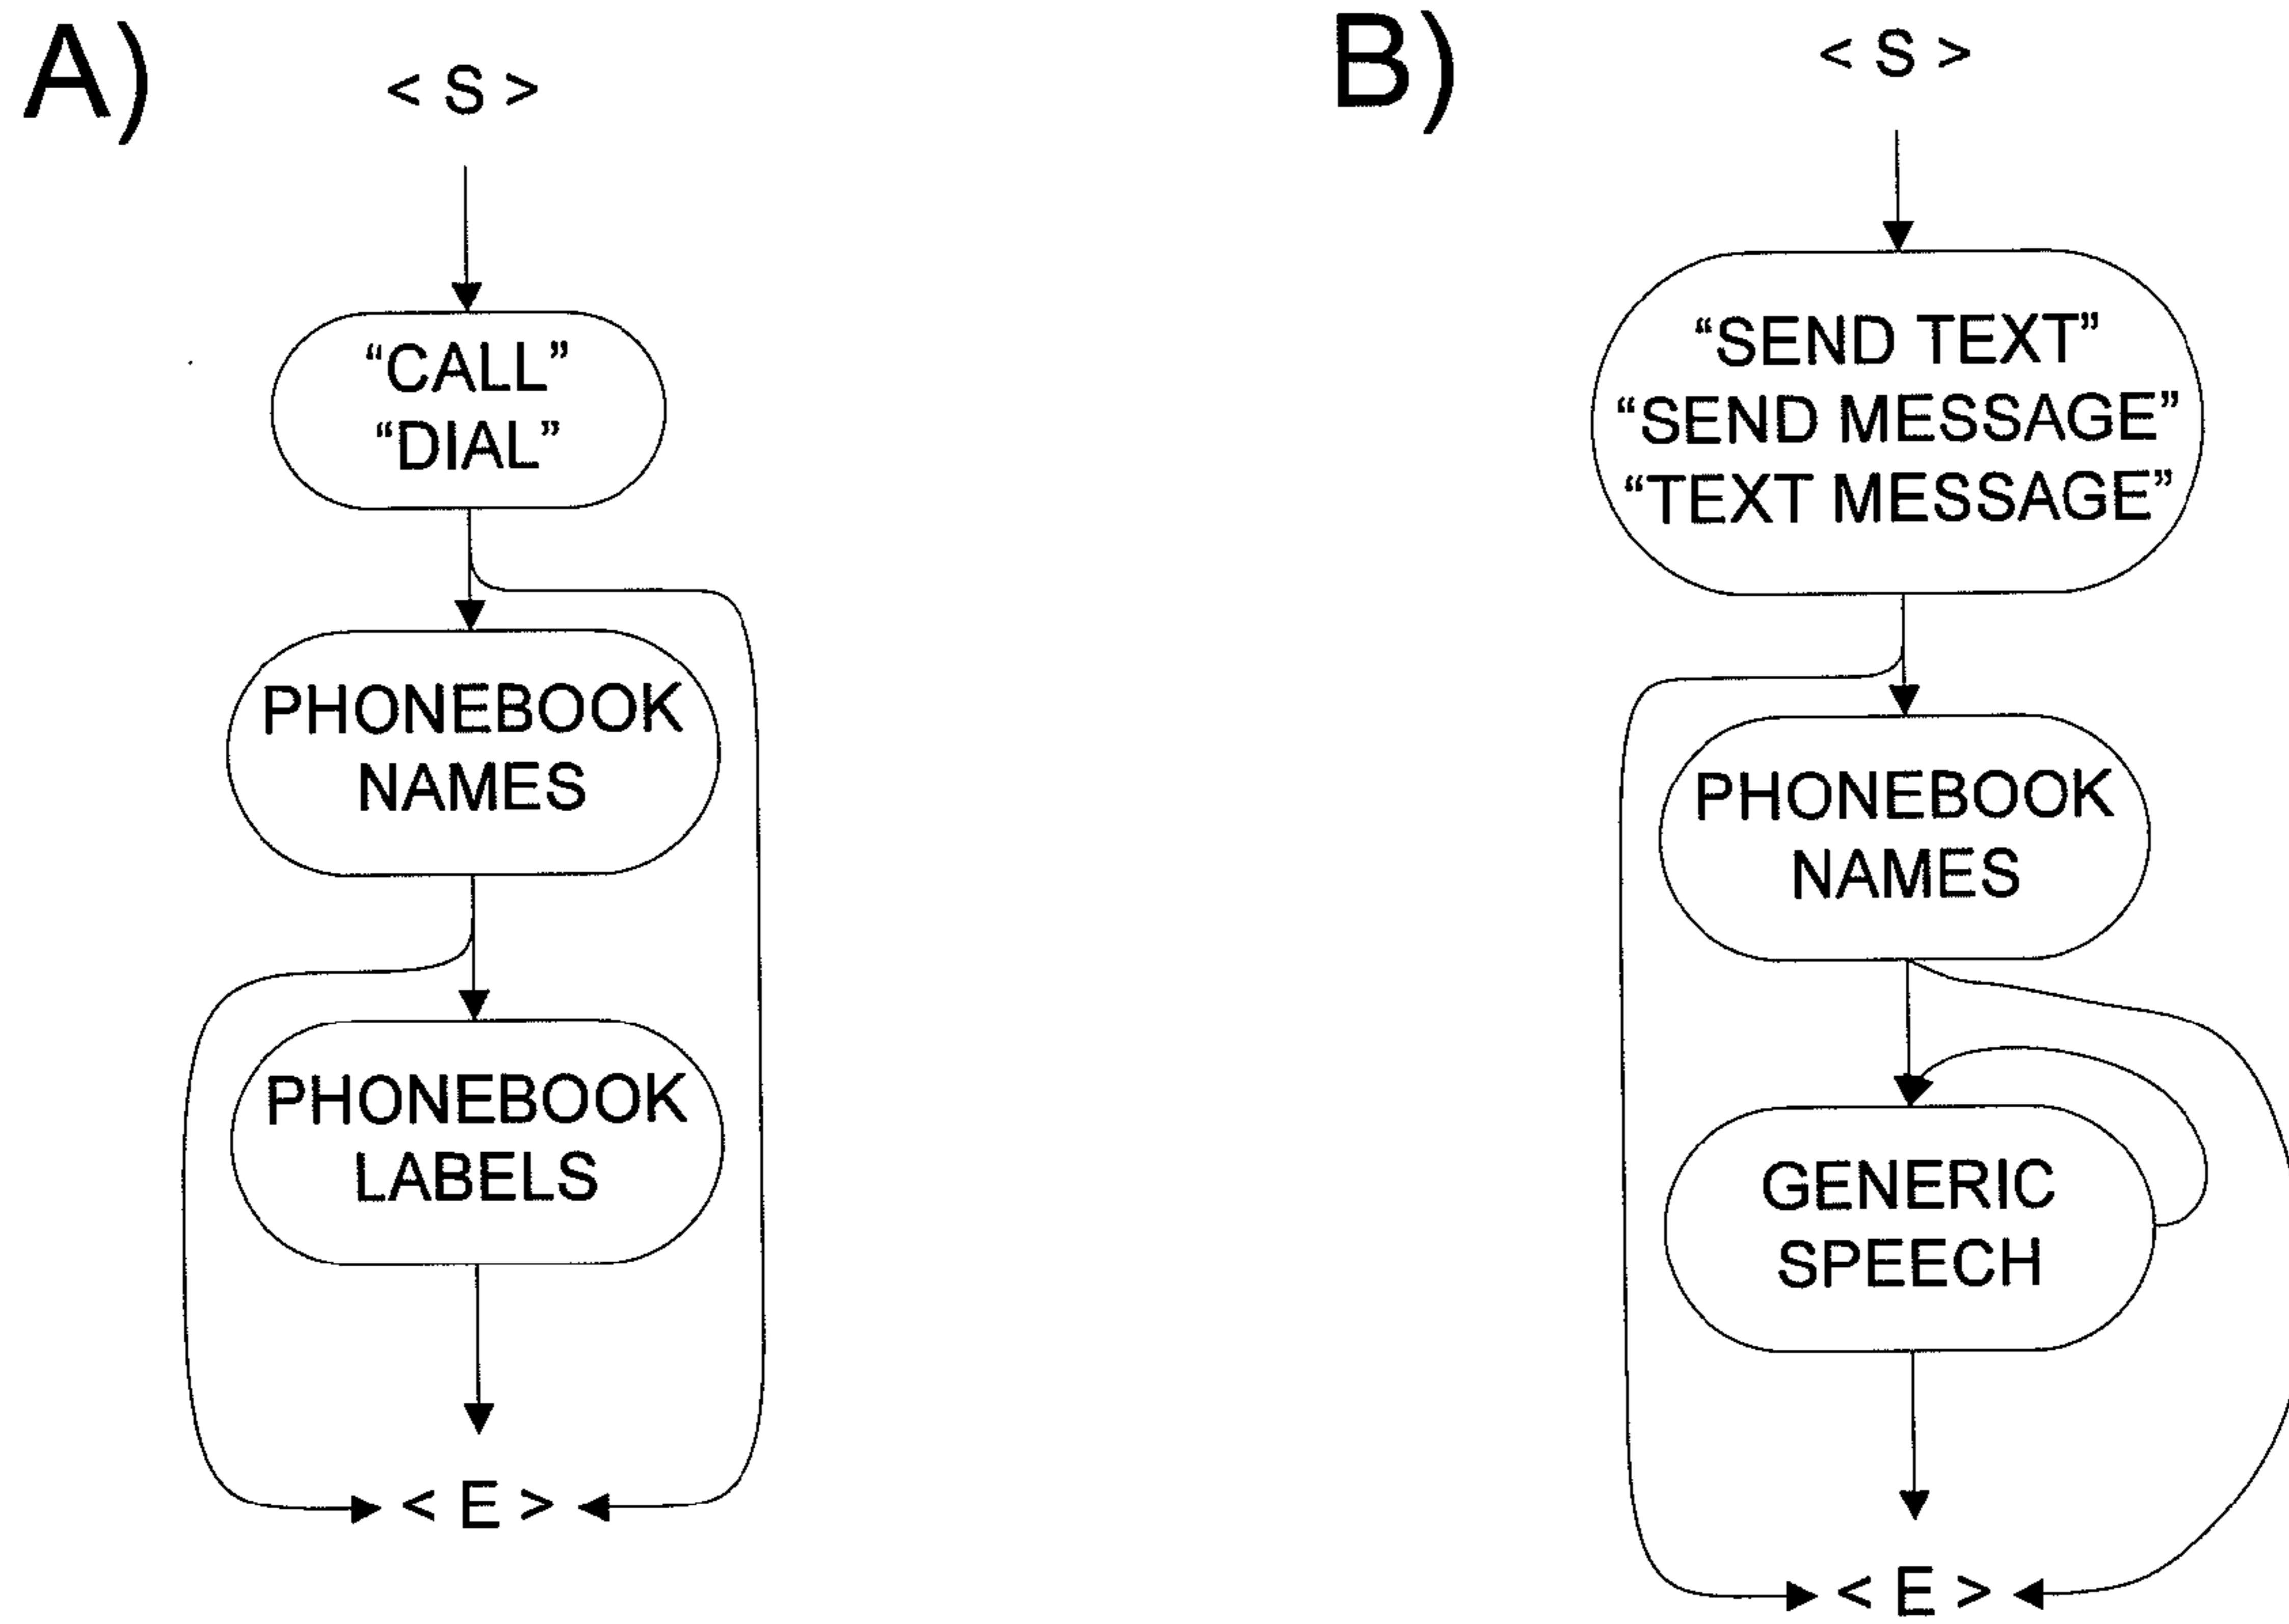 A)
< S >
“CALL”
“DIAL”
PHONEBOOK
NAMES
PHONEBOOK
LABELS
< E >
B)
< S >
“SEND TEXT”
“SEND MESSAGE”
“TEXT MESSAGE”
PHONEBOOK
NAMES
GENERIC
SPEECH
< E >